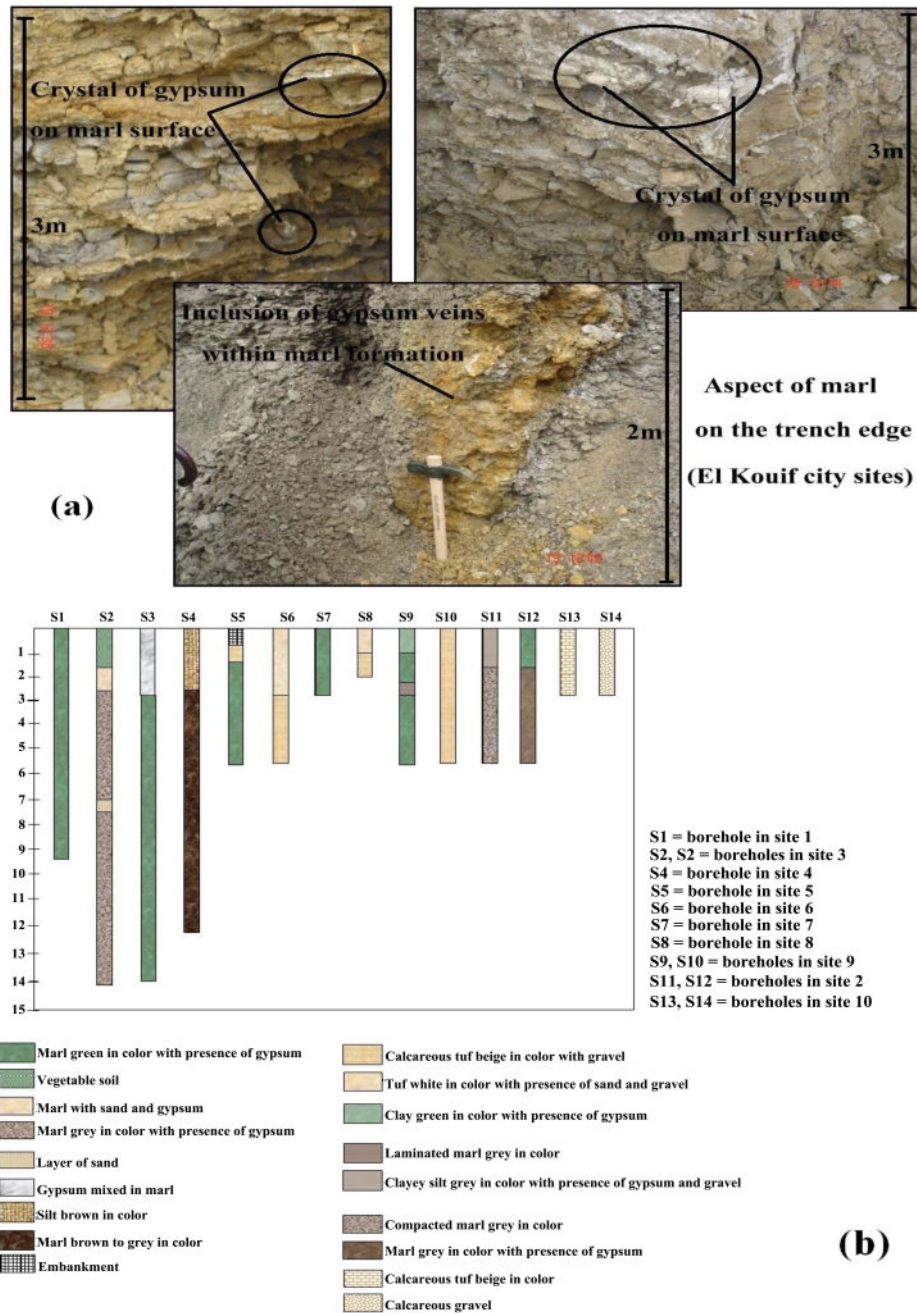 Crystal of gypsum
on marl surface
3m
Crystal of gypsum
on marl surface
3m
Inclusion of gypsum veins
within marl formation
2m
Aspect of marl
on the trench edge
(El Kouif city sites)
(a)
S1 S2 S3 S4 S5 S6 S7 S8 S9 S10 S11 S12 S13 S14
1
2
3
4
5
6
7
8
9
10
11
12
13
14
15
S1 = borehole in site 1
S2, S2 = boreholes in site 3
S4 = borehole in site 4
S5 = borehole in site 5
S6 = borehole in site 6
S7 = borehole in site 7
S8 = borehole in site 8
S9, S10 = boreholes in site 9
S11, S12 = boreholes in site 2
S13, S14 = boreholes in site 10
Marl green in color with presence of gypsum
Vegetable soil
Marl with sand and gypsum
Marl grey in color with presence of gypsum
Layer of sand
Gypsum mixed in marl
Silt brown in color
Marl brown to grey in color
Embankment
Calcareous tuf beige in color with gravel
Tuf white in color with presence of sand and gravel
Clay green in color with presence of gypsum
Laminated marl grey in color
Clayey silt grey in color with presence of gypsum and gravel
Compacted marl grey in color
Marl grey in color with presence of gypsum
Calcareous tuf beige in color
Calcareous gravel
(b)